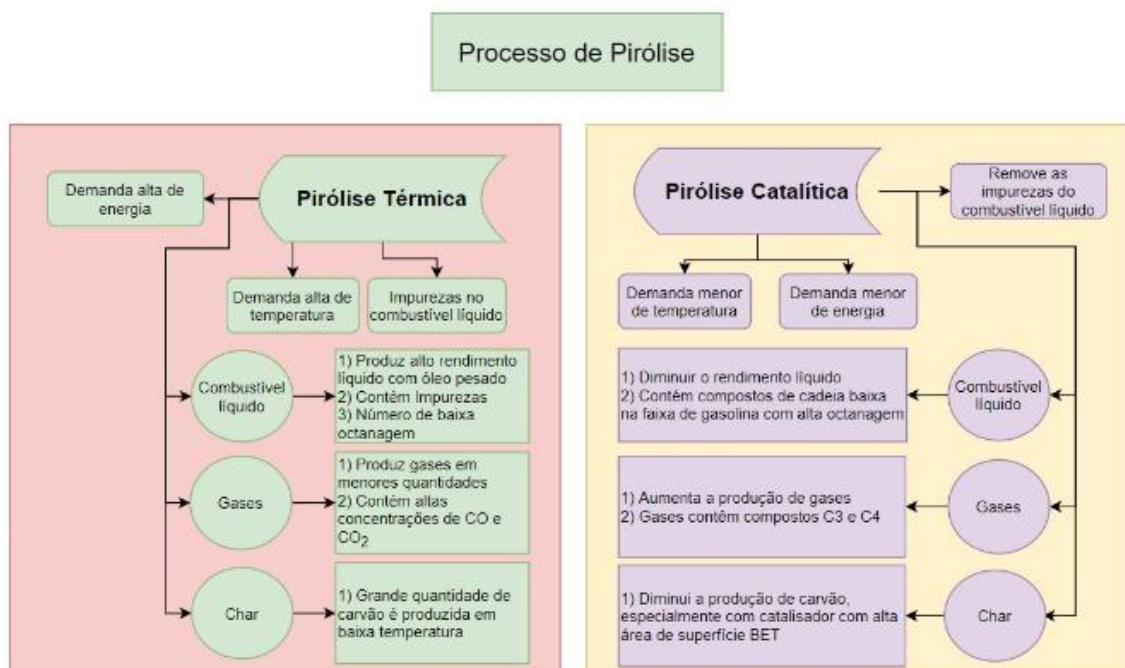 Processo de Pirólise
Pirólise Térmica
Demanda alta de
energia
Demanda alta de
temperatura
Impurezas no
combustível líquido
Combustível
líquido
1) Produz alto rendimento
líquido com óleo pesado
2) Contém Impurezas
3) Número de baixa
octanagem
Gases
1) Produz gases em
menores quantidades
2) Contém altas
concentrações de CO e
CO2
Char
1) Grande quantidade de
carvão é produzida em
baixa temperatura
Pirólise Catalítica
Remove as
impurezas do
combustível líquido
Demanda menor
de temperatura
Demanda menor
de energia
1) Diminuir o rendimento líquido
2) Contém compostos de cadeia baixa
na faixa de gasolina com alta octanagem
Combustível
líquido
1) Aumenta a produção de gases
2) Gases contêm compostos C3 e C4
Gases
1) Diminui a produção de carvão,
especialmente com catalisador com alta
área de superfície BET
Char